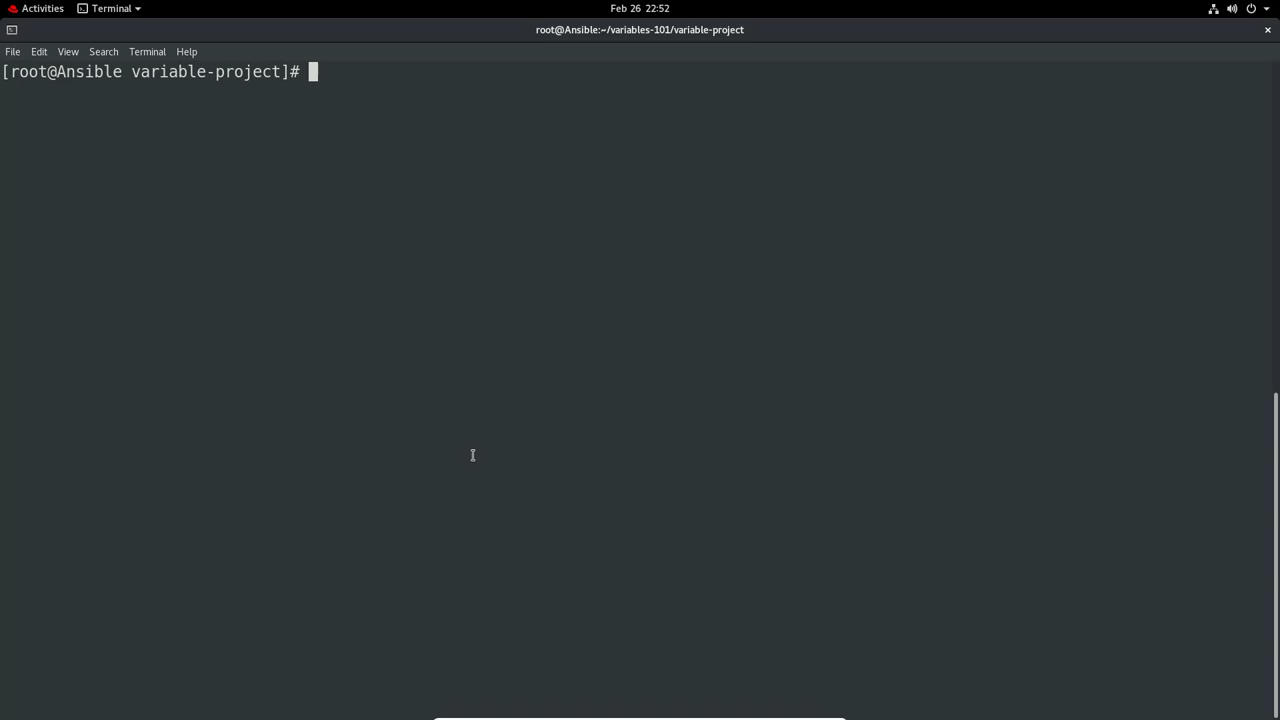 Activities Terminal Feb 26 22:52
root@Ansible:~/variables-101/variable-project
File Edit View Search Terminal Help
[root@Ansible variable-project]#